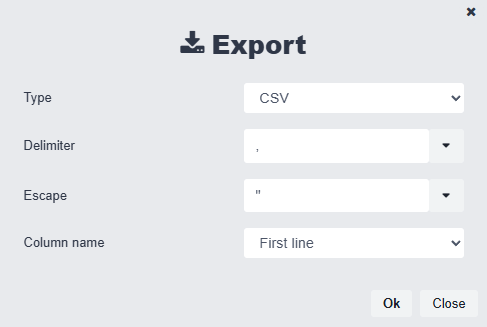 Export
Type CSV
Delimiter ,
Escape "
Column name First line
Ok Close